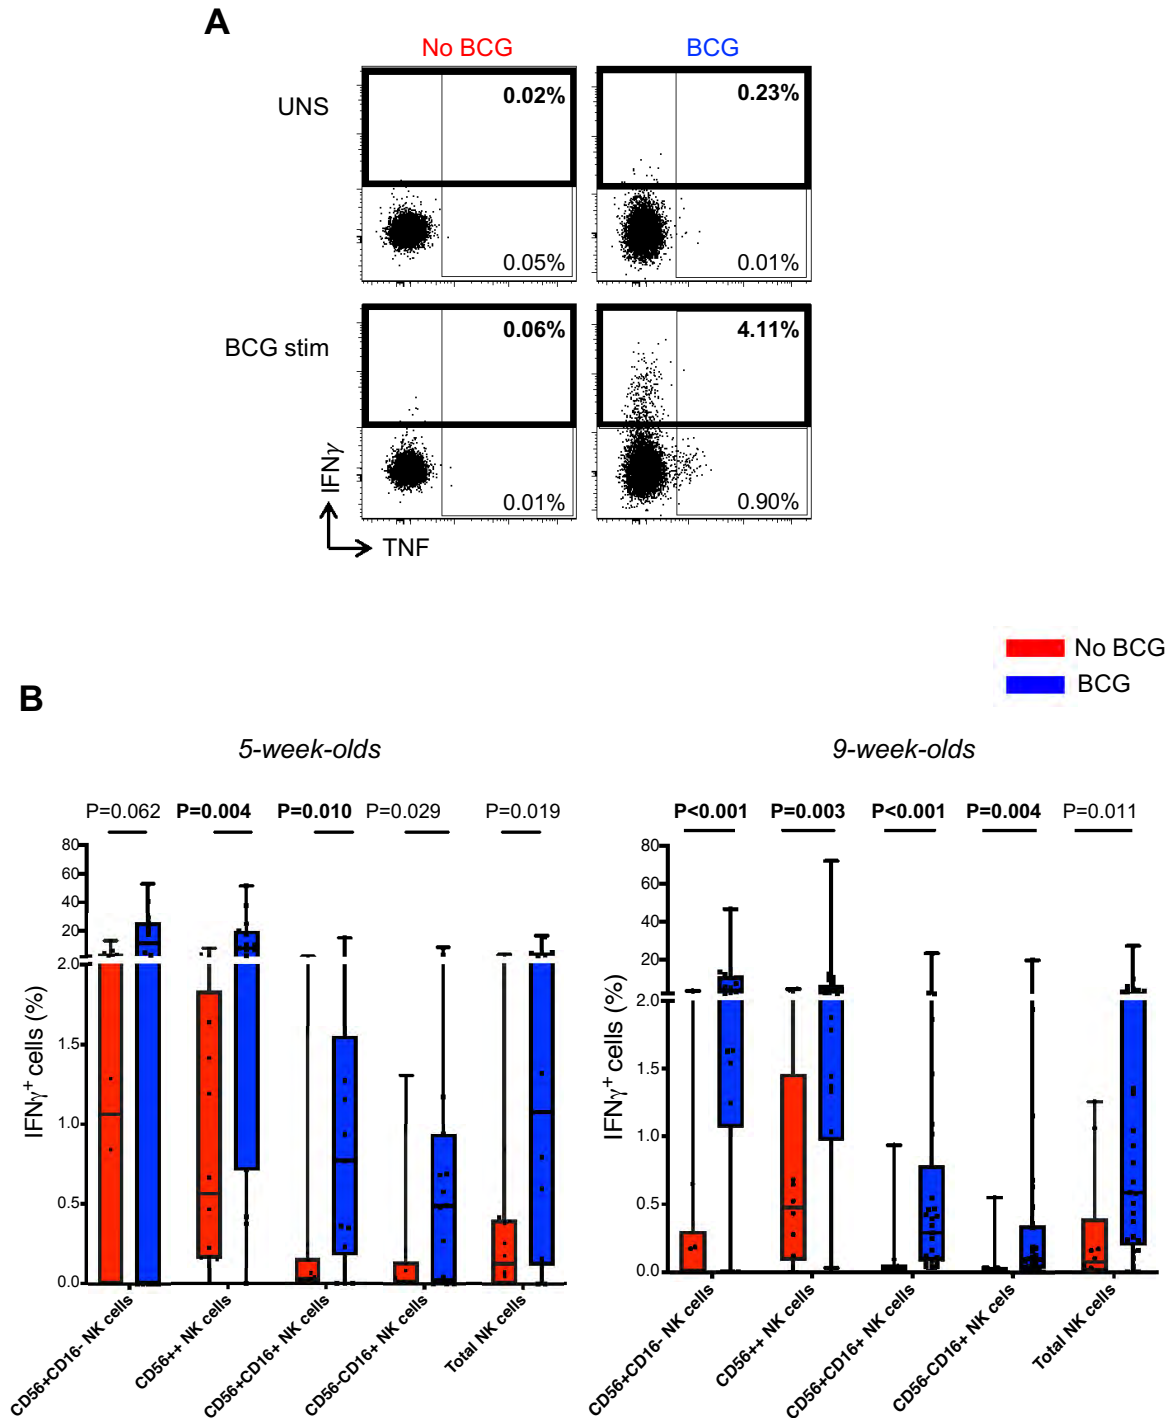 A
No BCG BCG
UNS
0.02% 0.23%
0.05% 0.01%
BCG stim
0.06% 4.11%
0.01% 0.90%
IFNγ
TNF
No BCG
BCG
B
5-week-olds 9-week-olds
P=0.062 P=0.004 P=0.010 P=0.029 P=0.019
P<0.001 P=0.003 P<0.001 P=0.004 P=0.011
80
60
40
20
2.0
1.5
1.0
0.5
0.0
IFNγ+ cells (%)
CD56+CD16- NK cells
CD56++ NK cells
CD56+CD16+ NK cells
CD56-CD16+ NK cells
Total NK cells
80
60
40
20
2.0
1.5
1.0
0.5
0.0
IFNγ+ cells (%)
CD56+CD16- NK cells
CD56++ NK cells
CD56+CD16+ NK cells
CD56-CD16+ NK cells
Total NK cells